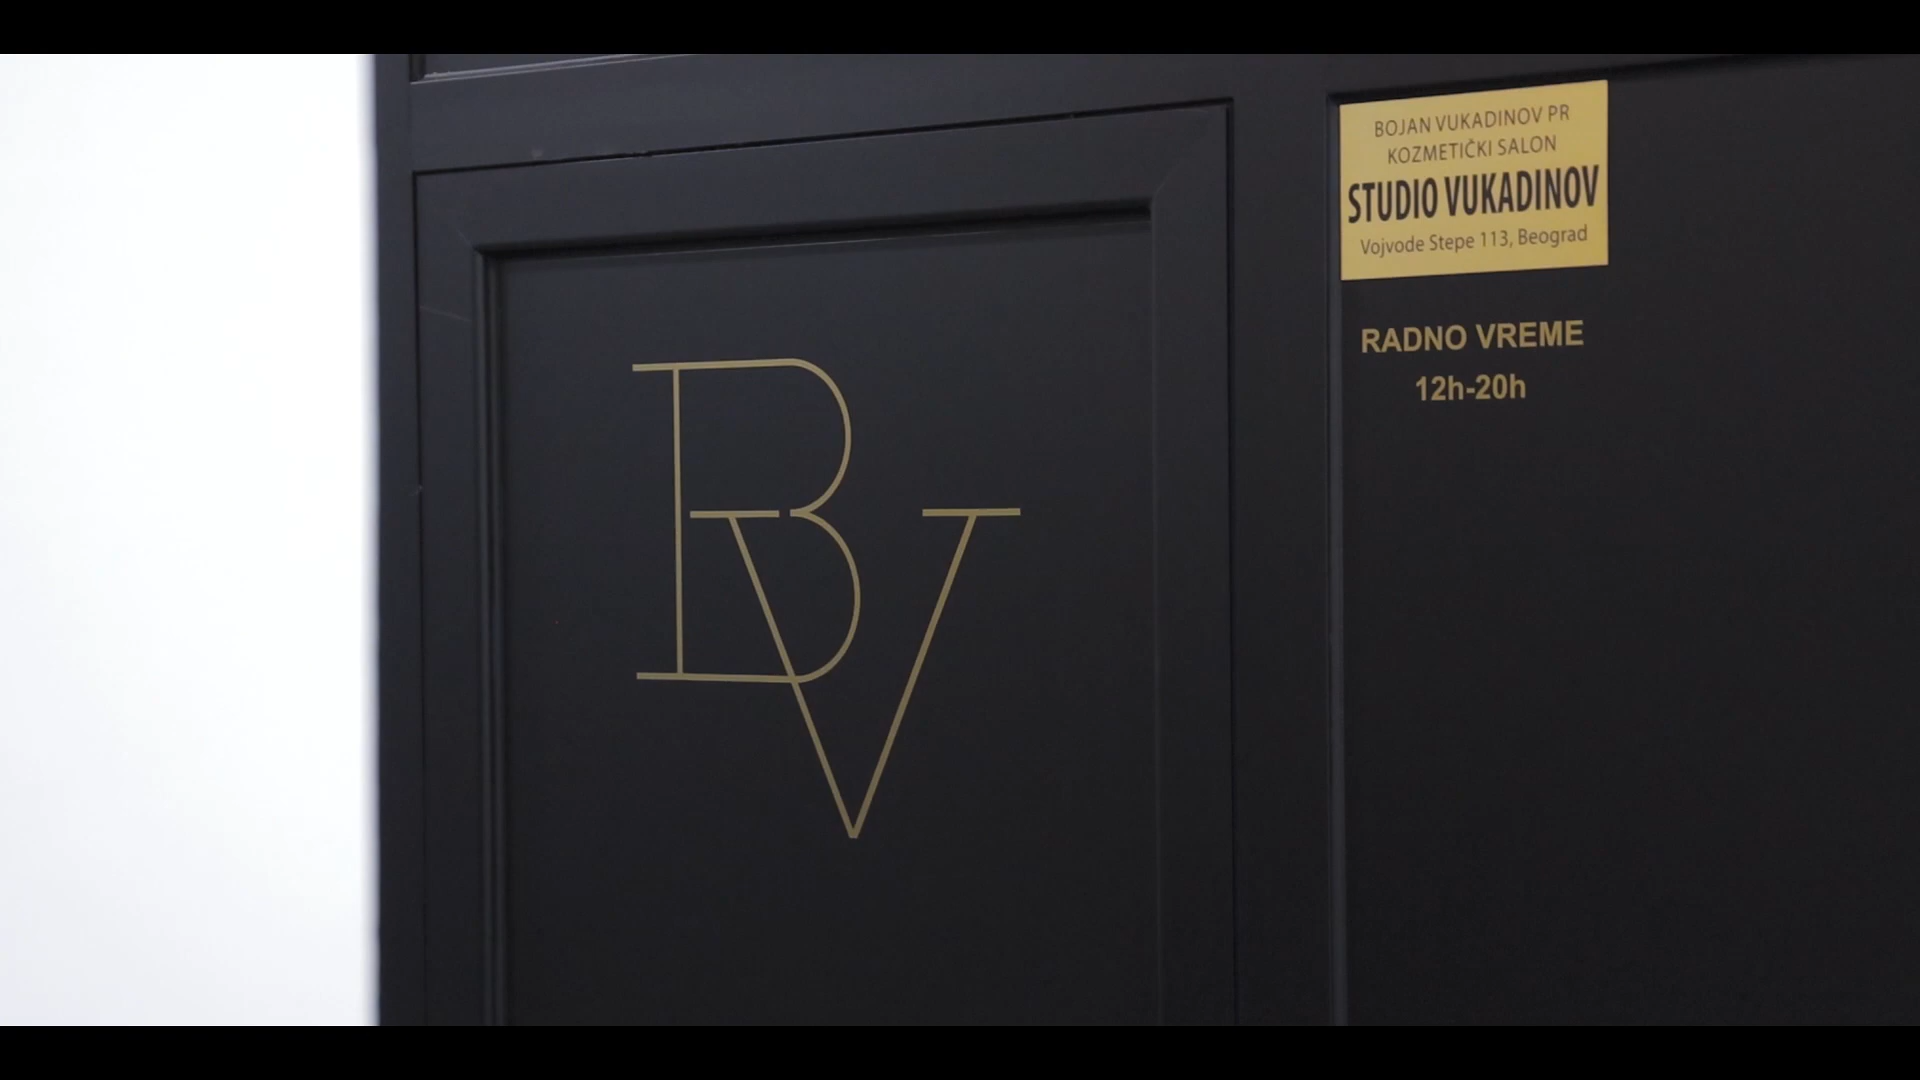 BV
BOJAN VUKADINOV PR
KOZMETIČKI SALON
STUDIO VUKADINOV
Vojvode Stepe 113, Beograd
RADNO VREME
12h-20h